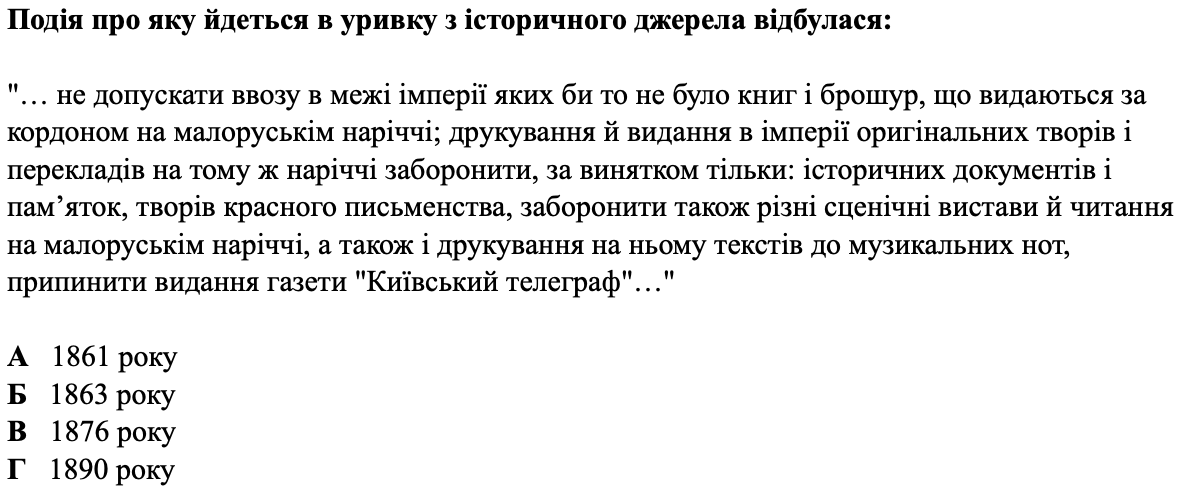 Подія про яку йдеться в уривку з історичного джерела відбулася:
"… не допускати ввозу в межі імперії яких би то не було книг і брошур, що видаються за
кордоном на малоруськім наріччі; друкування й видання в імперії оригінальних творів і
перекладів на тому ж наріччі заборонити, за винятком тільки: історичних документів і
пам’яток, творів красного письменства, заборонити також різні сценічні вистави й читання
на малоруськім наріччі, а також і друкування на ньому текстів до музикальних нот,
припинити видання газети "Київський телеграф"…"
А 1861 року
Б 1863 року
В 1876 року
Г 1890 року